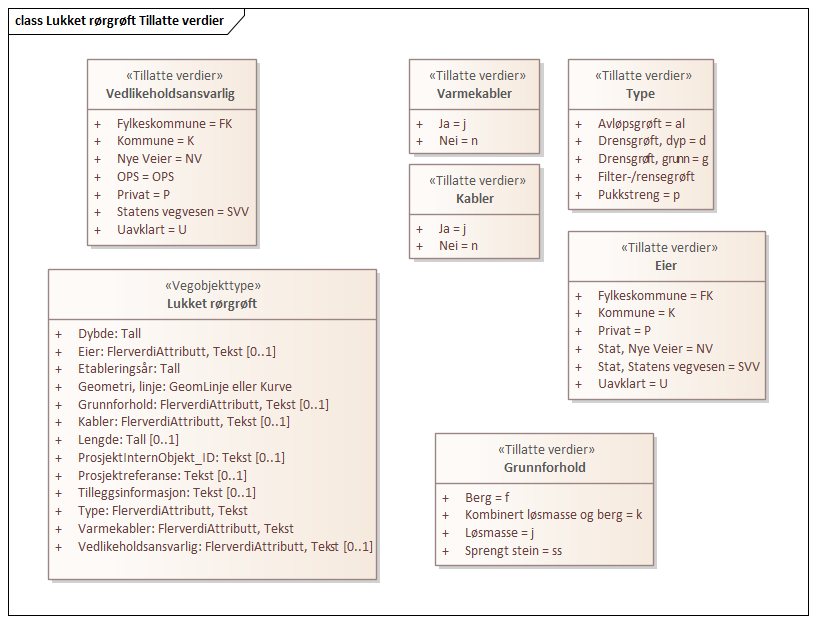 class Lukket rørgrøft Tillatte verdier
«Tillatte verdier»
Vedlikeholdsansvarlig
+ Fylkeskommune = FK
+ Kommune = K
+ Nye Veier = NV
+ OPS = OPS
+ Privat = P
+ Statens vegvesen = SVV
+ Uavklart = U
«Tillatte verdier»
Varmekabler
+ Ja = j
+ Nei = n
«Tillatte verdier»
Type
+ Avløpsgrøft = al
+ Drensgrøft, dyp = d
+ Drensgrøft, grunn = g
+ Filter-/rensegrøft
+ Pukkstreng = p
«Tillatte verdier»
Kabler
+ Ja = j
+ Nei = n
«Tillatte verdier»
Eier
+ Fylkeskommune = FK
+ Kommune = K
+ Privat = P
+ Stat, Nye Veier = NV
+ Stat, Statens vegvesen = SVV
+ Uavklart = U
«Vegobjekttype»
Lukket rørgrøft
+ Dybde: Tall
+ Eier: FlerverdiAttributt, Tekst [0..1]
+ Etableringsår: Tall
+ Geometri, linje: GeomLinje eller Kurve
+ Grunnforhold: FlerverdiAttributt, Tekst [0..1]
+ Kabler: FlerverdiAttributt, Tekst [0..1]
+ Lengde: Tall [0..1]
+ ProsjektInternObjekt_ID: Tekst [0..1]
+ Prosjektreferanse: Tekst [0..1]
+ Tilleggsinformasjon: Tekst [0..1]
+ Type: FlerverdiAttributt, Tekst
+ Varmekabler: FlerverdiAttributt, Tekst
+ Vedlikeholdsansvarlig: FlerverdiAttributt, Tekst [0..1]
«Tillatte verdier»
Grunnforhold
+ Berg = f
+ Kombinert løsmasse og berg = k
+ Løsmasse = j
+ Sprengt stein = ss